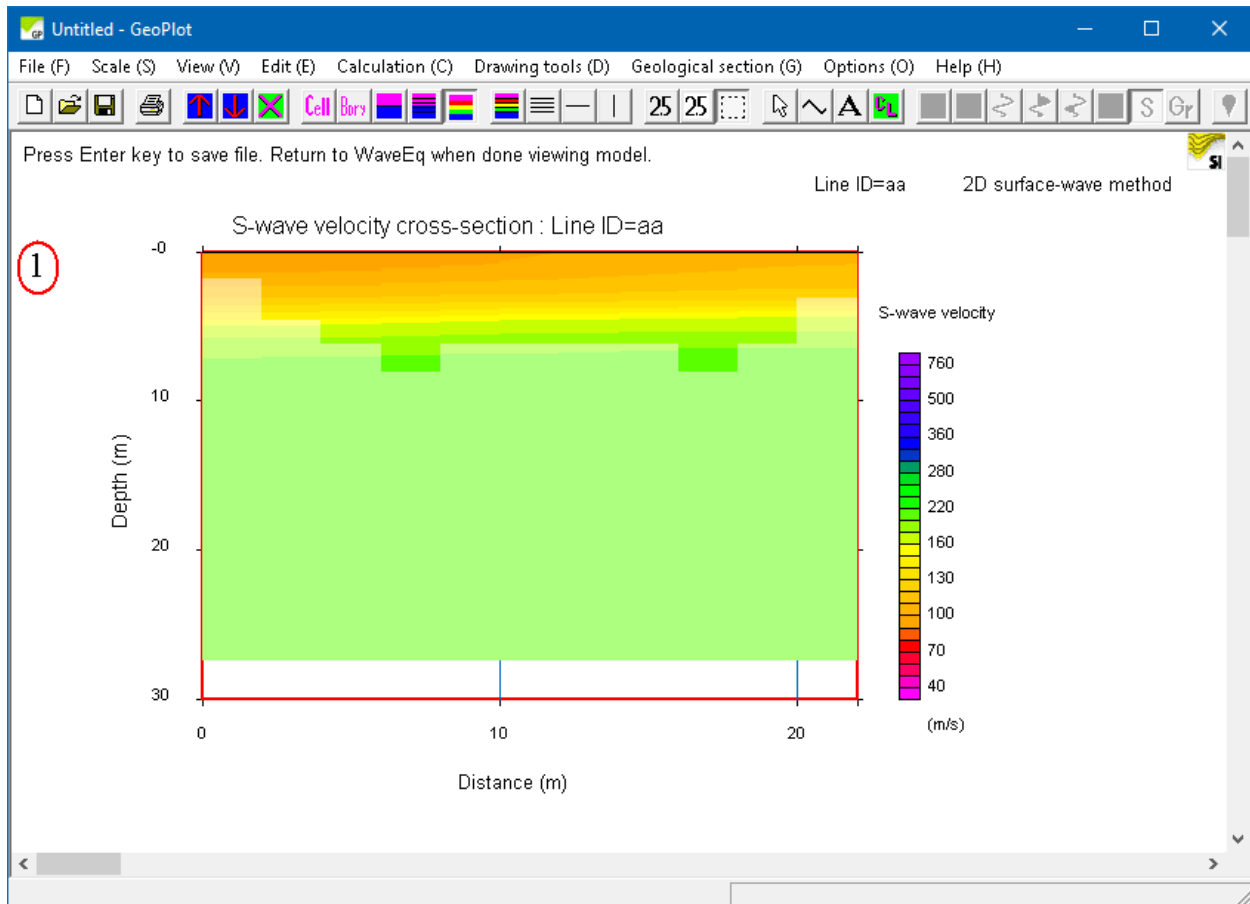 GP Untitled - GeoPlot
File (F) Scale (S) View (V) Edit (E) Calculation (C) Drawing tools (D) Geological section (G) Options (O) Help (H)
Cell Bory 25 25 A S Gr
Press Enter key to save file. Return to WaveEq when done viewing model.
SI
Line ID=aa 2D surface-wave method
S-wave velocity cross-section : Line ID=aa
1
-0
10
20
30
Depth (m)
0 10 20
Distance (m)
S-wave velocity
760
500
360
280
220
160
130
100
70
40
(m/s)